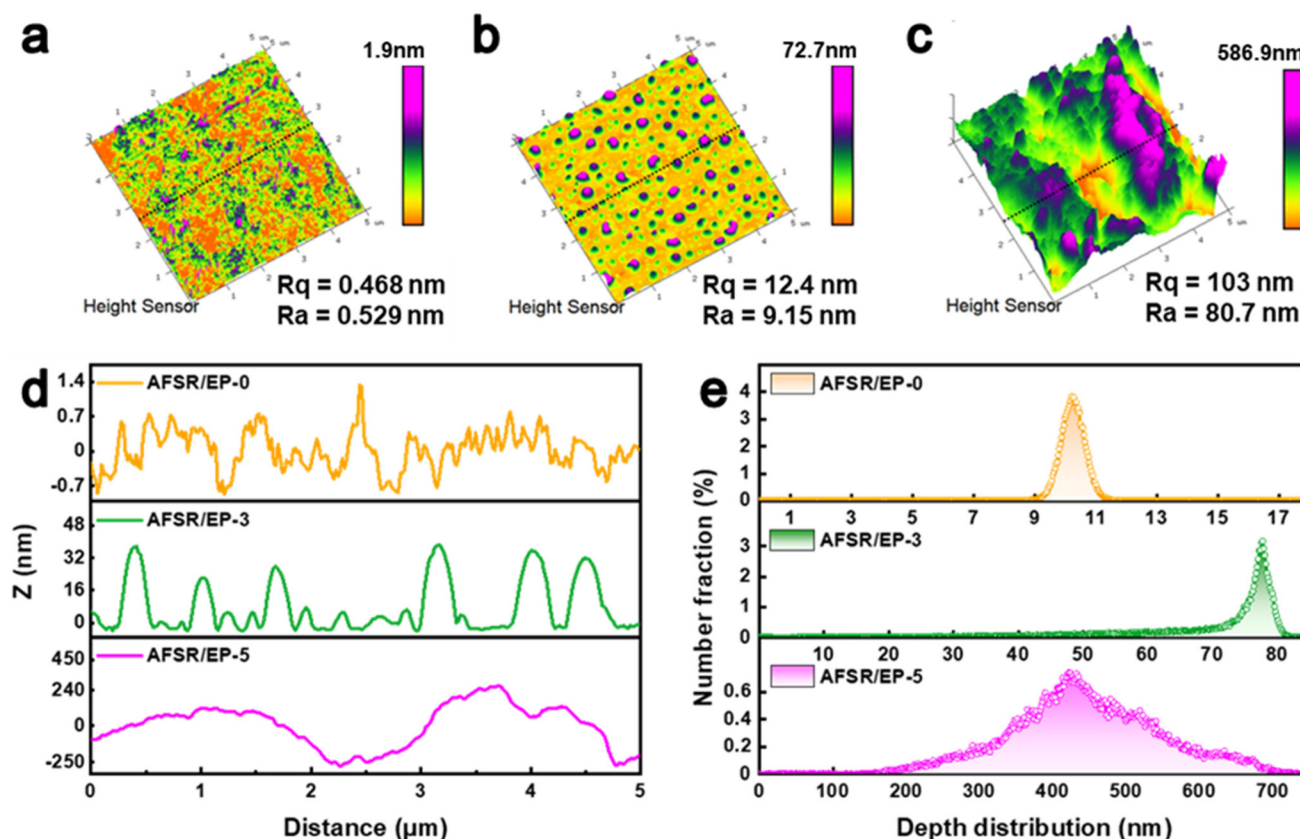 a
1.9nm
Height Sensor
Rq = 0.468 nm
Ra = 0.529 nm
b
72.7nm
Height Sensor
Rq = 12.4 nm
Ra = 9.15 nm
c
586.9nm
Height Sensor
Rq = 103 nm
Ra = 80.7 nm
d
AFSR/EP-0
1.4
0.7
0
-0.7
AFSR/EP-3
48
32
16
0
AFSR/EP-5
450
240
0
-250
Z (nm)
0 1 2 3 4 5
Distance (μm)
e
AFSR/EP-0
4
3
2
1
0
1 3 5 7 9 11 13 15 17
AFSR/EP-3
3
2
1
0
10 20 30 40 50 60 70 80
AFSR/EP-5
0.6
0.4
0.2
0
0 100 200 300 400 500 600 700
Number fraction (%)
Depth distribution (nm)